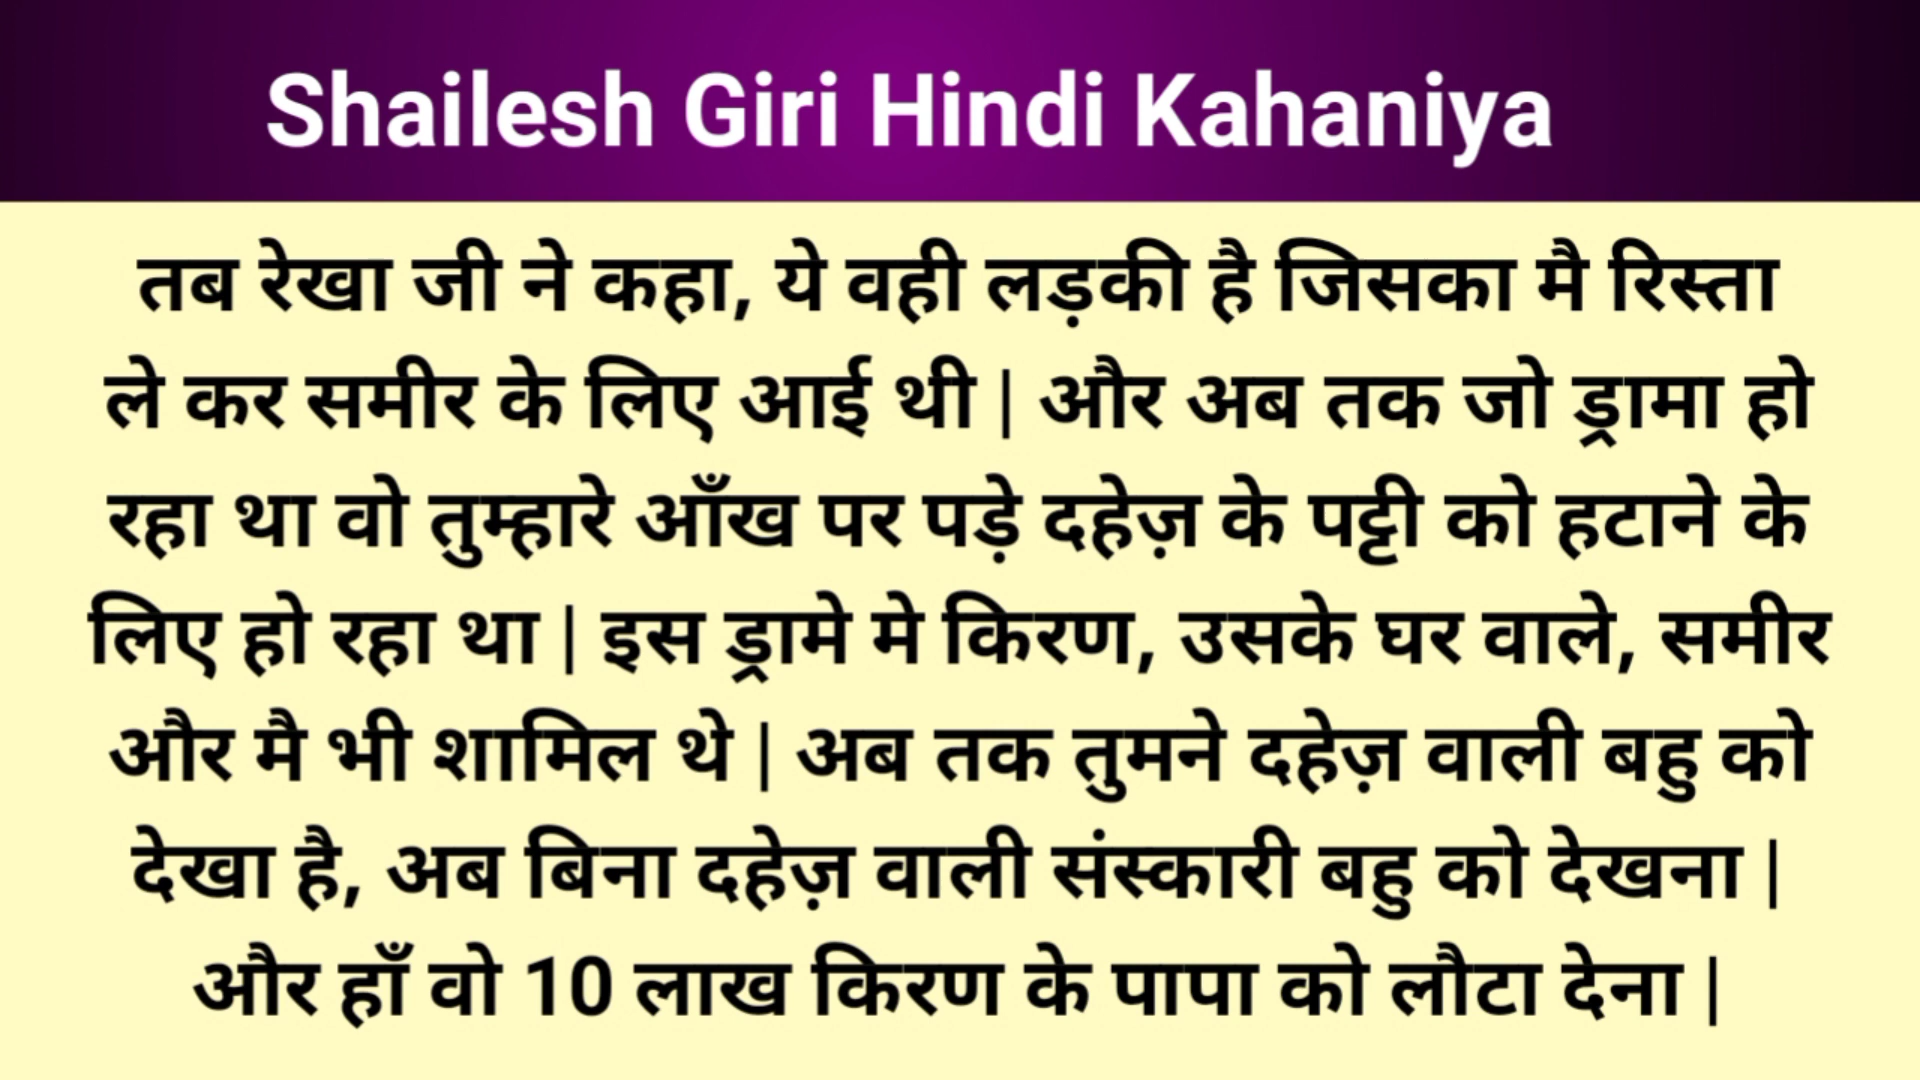 Shailesh Giri Hindi Kahaniya
तब रेखा जी ने कहा, ये वही लड़की है जिसका मै रिस्ता
ले कर समीर के लिए आई थी | और अब तक जो ड्रामा हो
रहा था वो तुम्हारे आँख पर पड़े दहेज़ के पट्टी को हटाने के
लिए हो रहा था | इस ड्रामे मे किरण, उसके घर वाले, समीर
और मै भी शामिल थे | अब तक तुमने दहेज़ वाली बहु को
देखा है, अब बिना दहेज़ वाली संस्कारी बहु को देखना |
और हाँ वो 10 लाख किरण के पापा को लौटा देना |